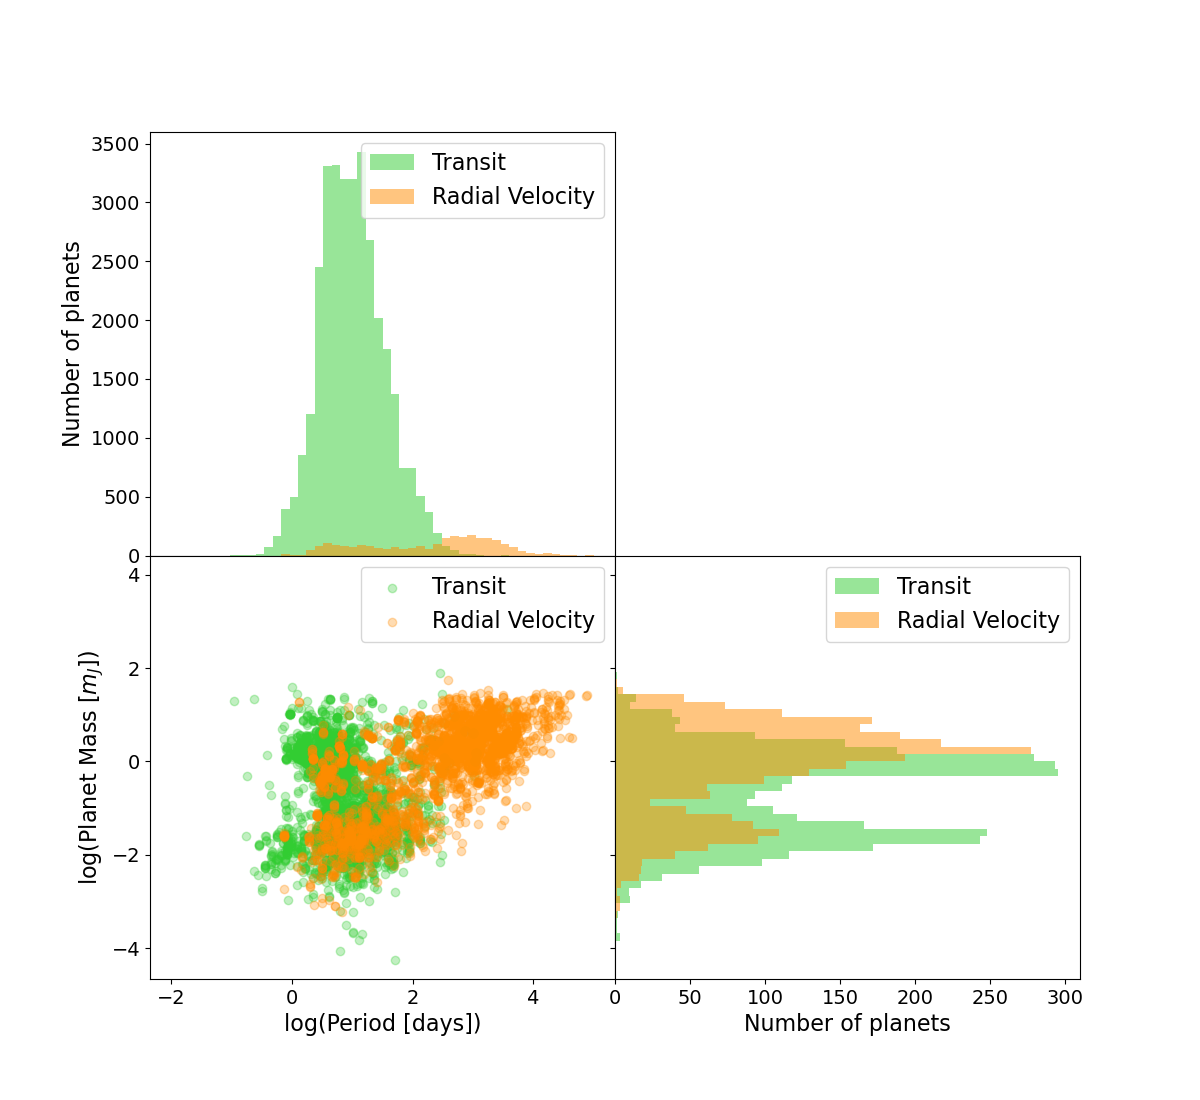 3500
3000
2500
2000
1500
1000
500
0
Number of planets
Transit
Radial Velocity
4
2
0
−2
−4
log(Planet Mass [$m_J$])
Transit
Radial Velocity
−2 0 2 4
log(Period [days])
Transit
Radial Velocity
0 50 100 150 200 250 300
Number of planets